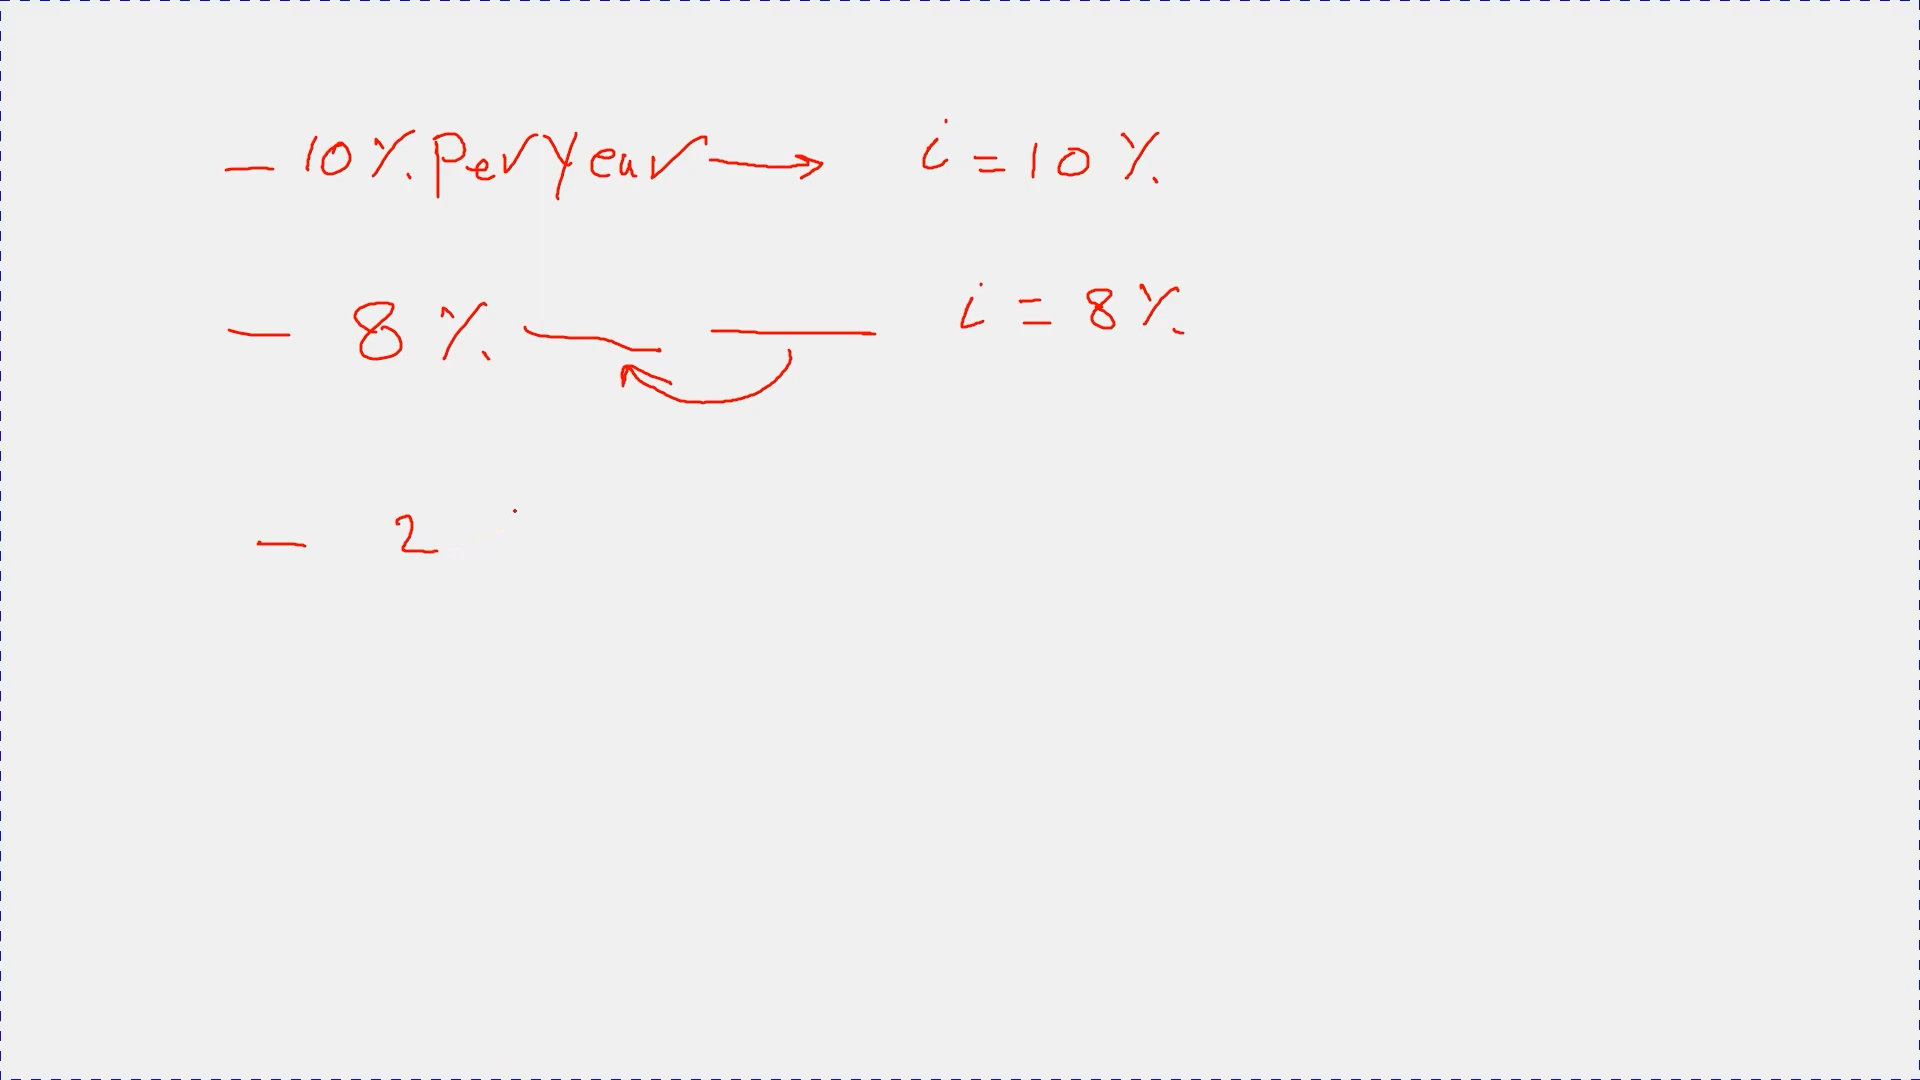 - 10% Per Year → i = 10%
- 8% i = 8%
- 2